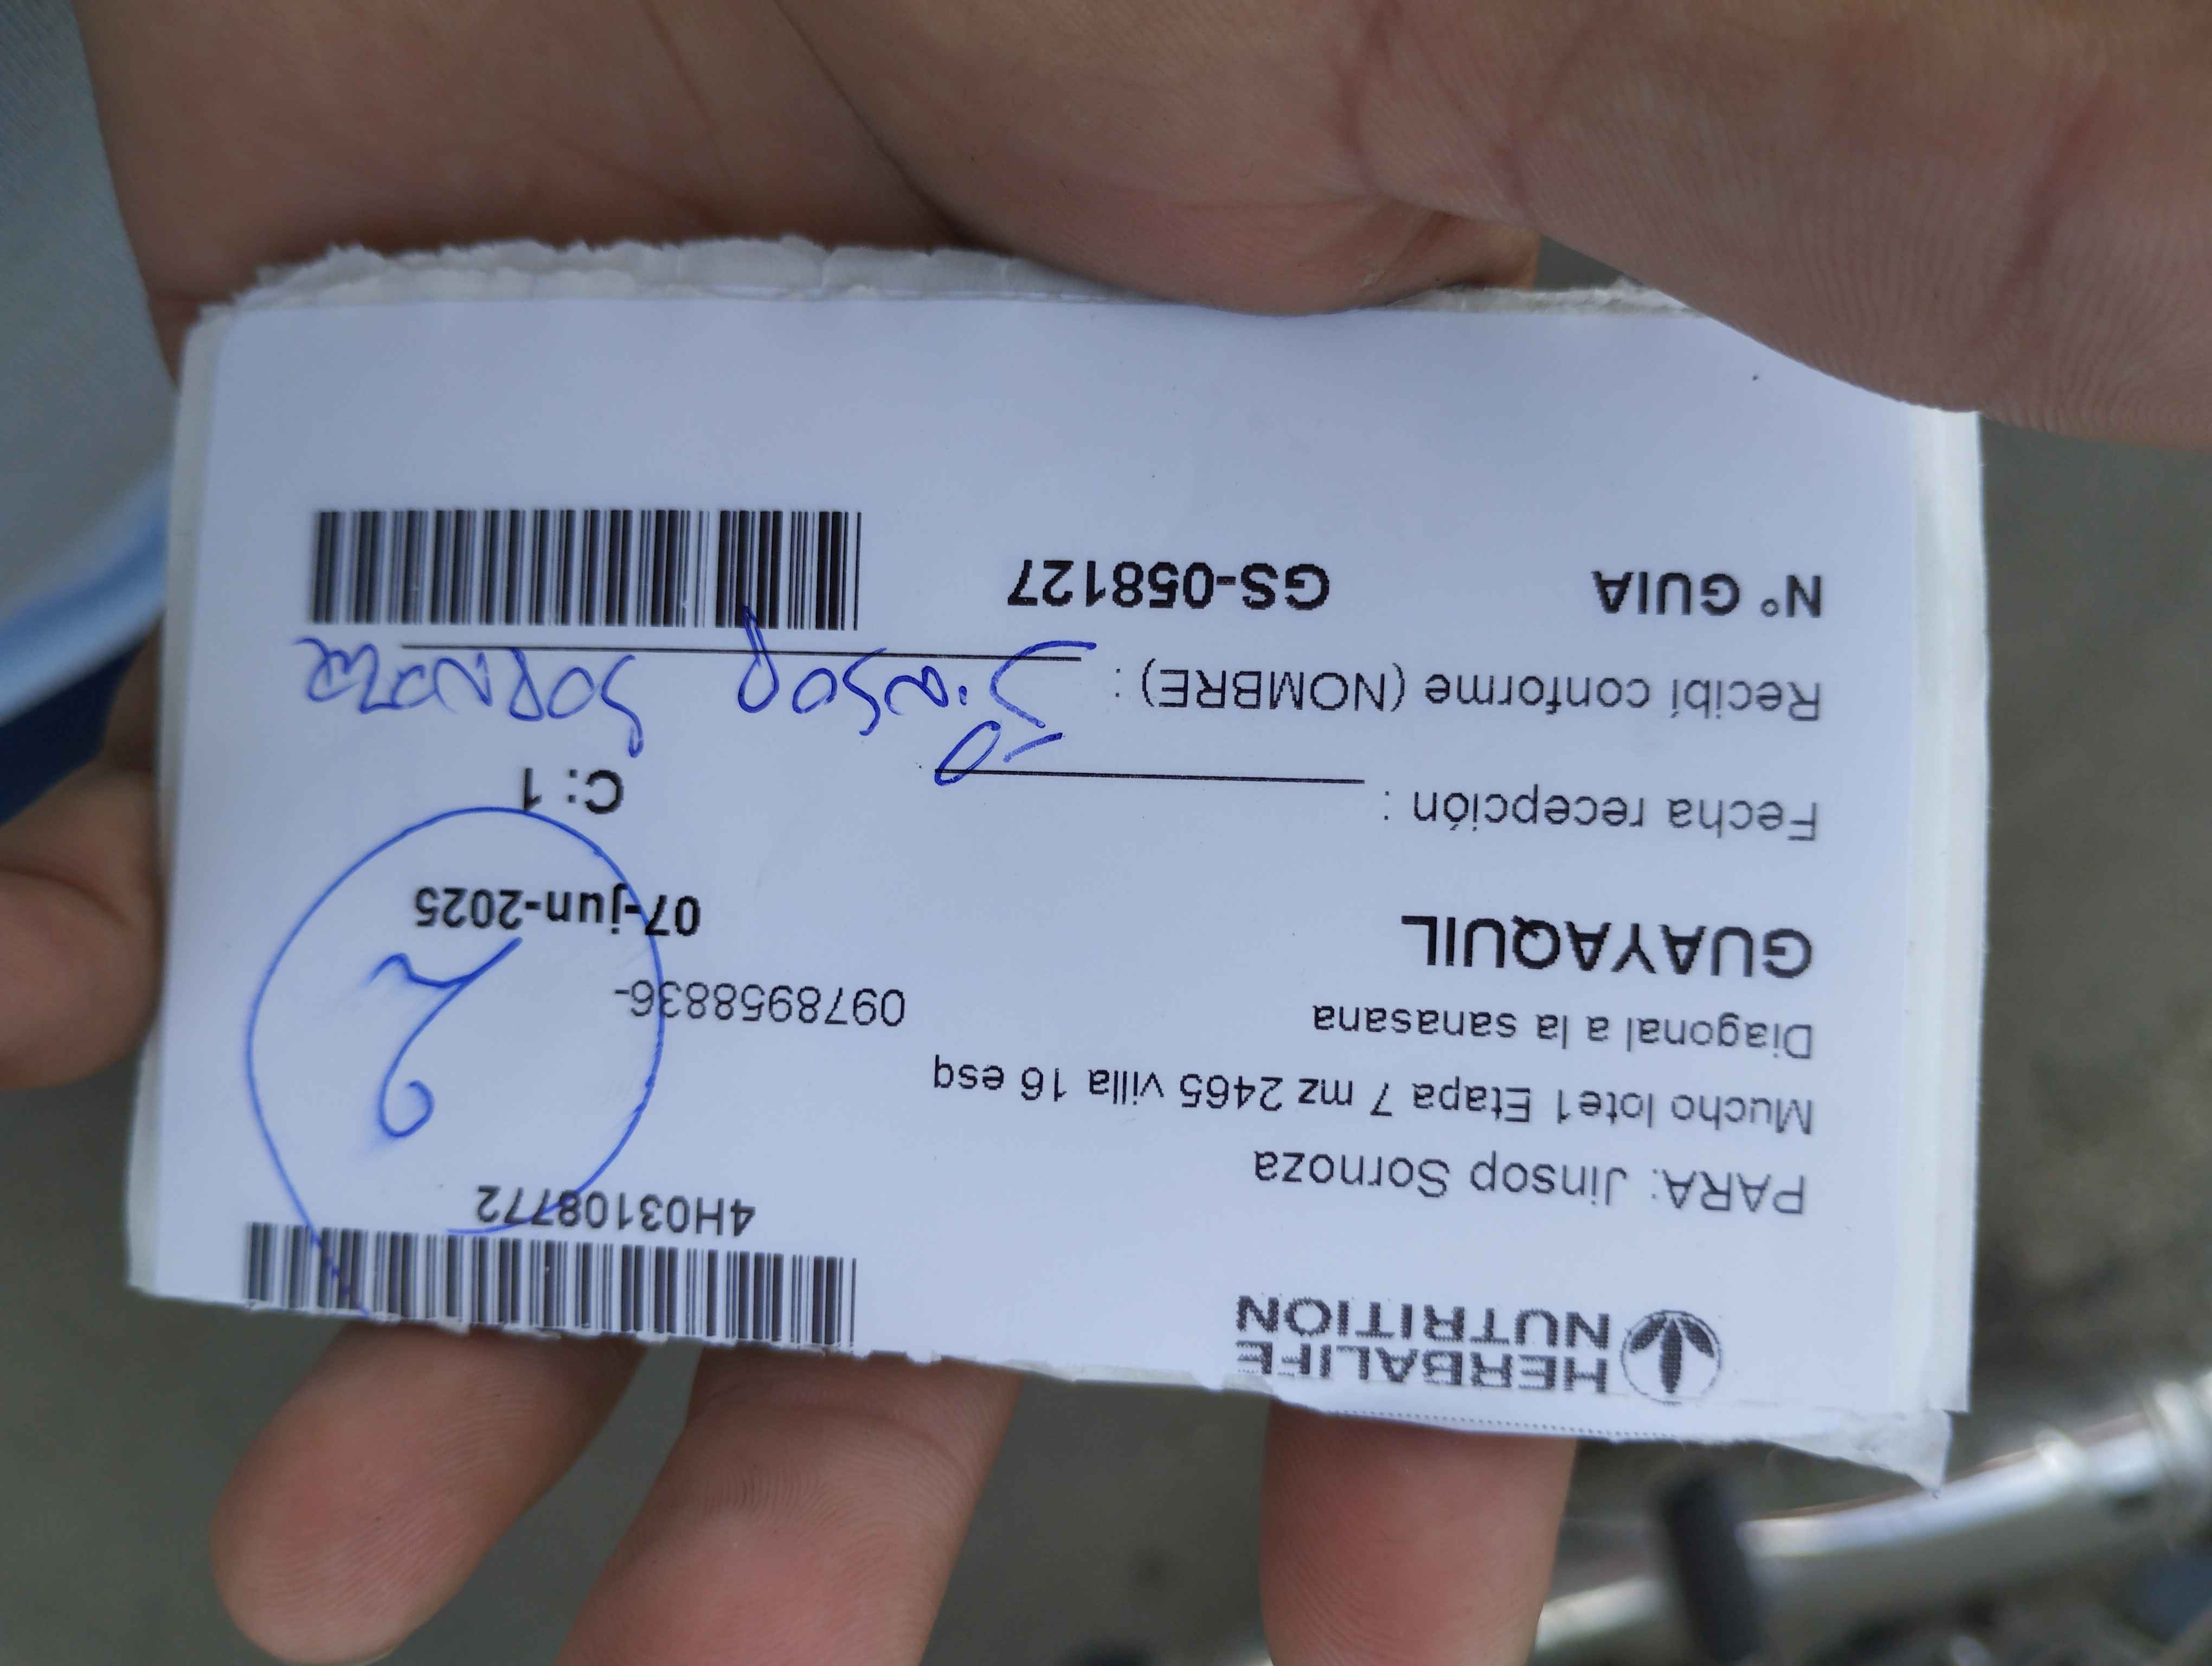 HERBALIFE
NUTRITION
4H03108772
PARA: Jinsop Sornoza
Mucho lote1 Etapa 7 mz 2465 villa 16 esq
Diagonal a la sanasana
0978958836-
GUAYAQUIL
07-jun-2025
Fecha recepción :
C: 1
Recibí conforme (NOMBRE) : Jinsop Sornoza
N° GUIA GS-058127